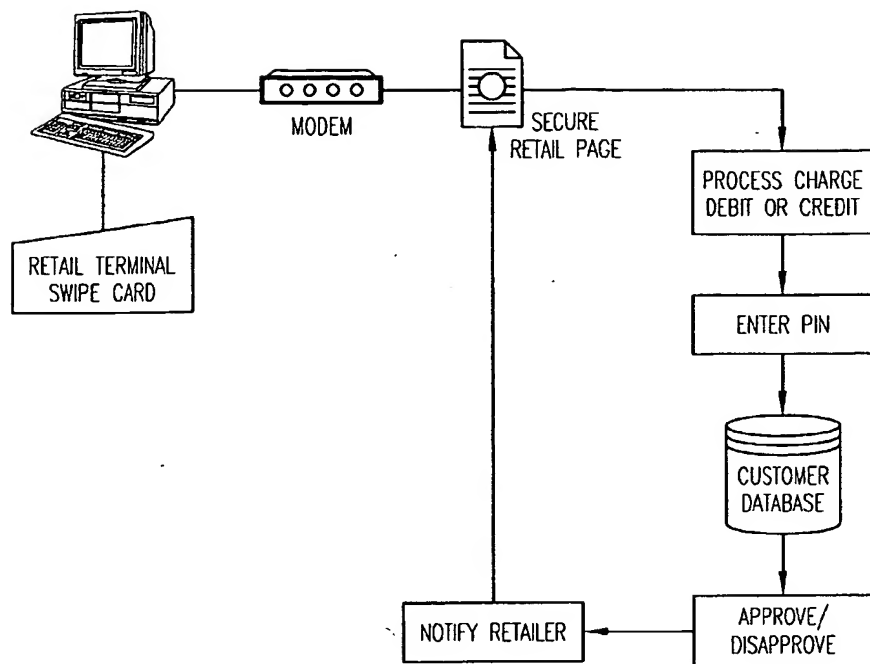 MODEM
SECURE
RETAIL PAGE
PROCESS CHARGE
DEBIT OR CREDIT
RETAIL TERMINAL
SWIPE CARD
ENTER PIN
CUSTOMER
DATABASE
NOTIFY RETAILER
APPROVE/
DISAPPROVE